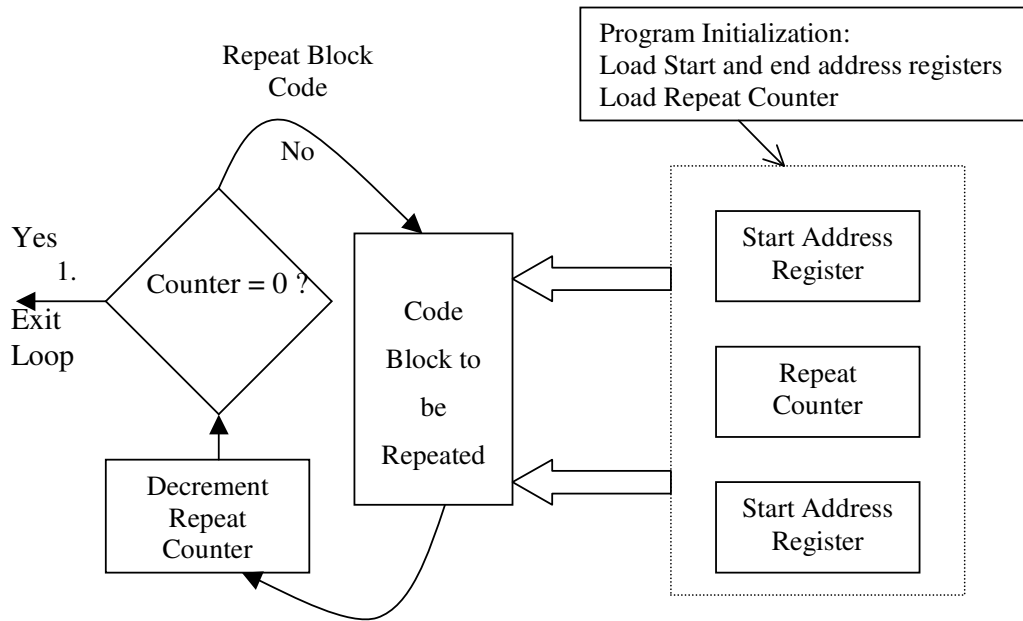 Program Initialization:
Load Start and end address registers
Load Repeat Counter
Repeat Block
Code
No
Yes
1.
Exit
Loop
Counter = 0 ?
Code
Block to
be
Repeated
Decrement
Repeat
Counter
Start Address
Register
Repeat
Counter
Start Address
Register